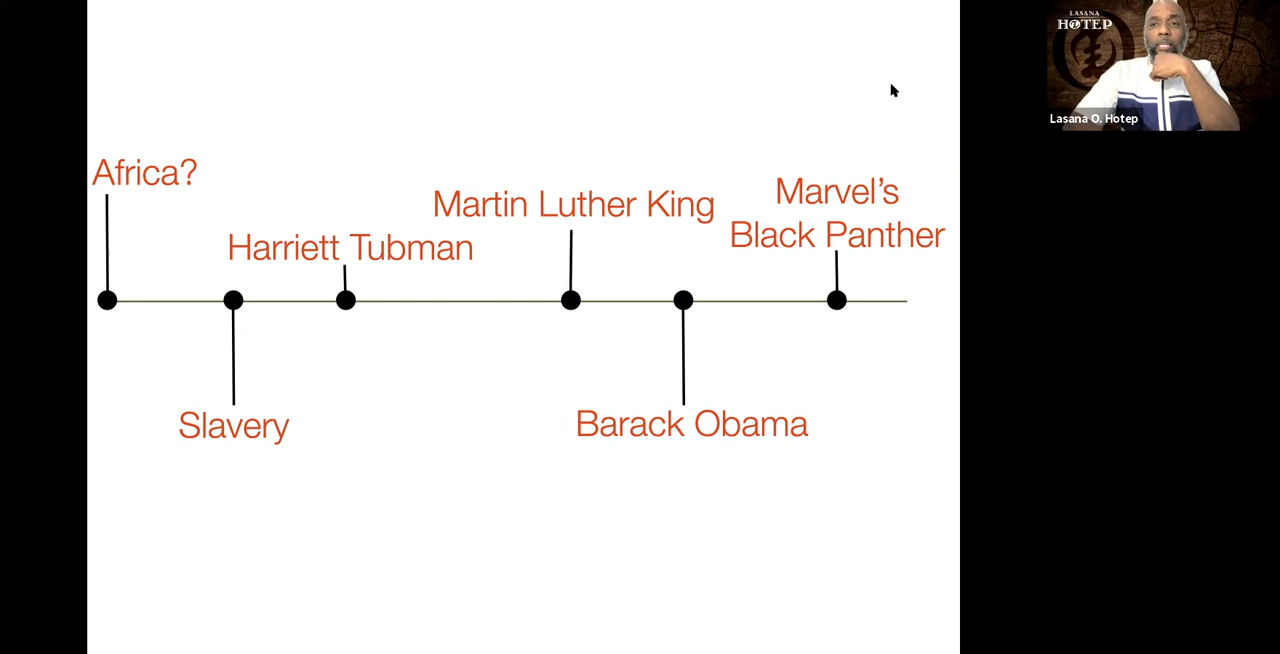 LASANA
HOTEP
Lasana O. Hotep
Africa?
Martin Luther King
Marvel's
Black Panther
Harriett Tubman
Slavery
Barack Obama